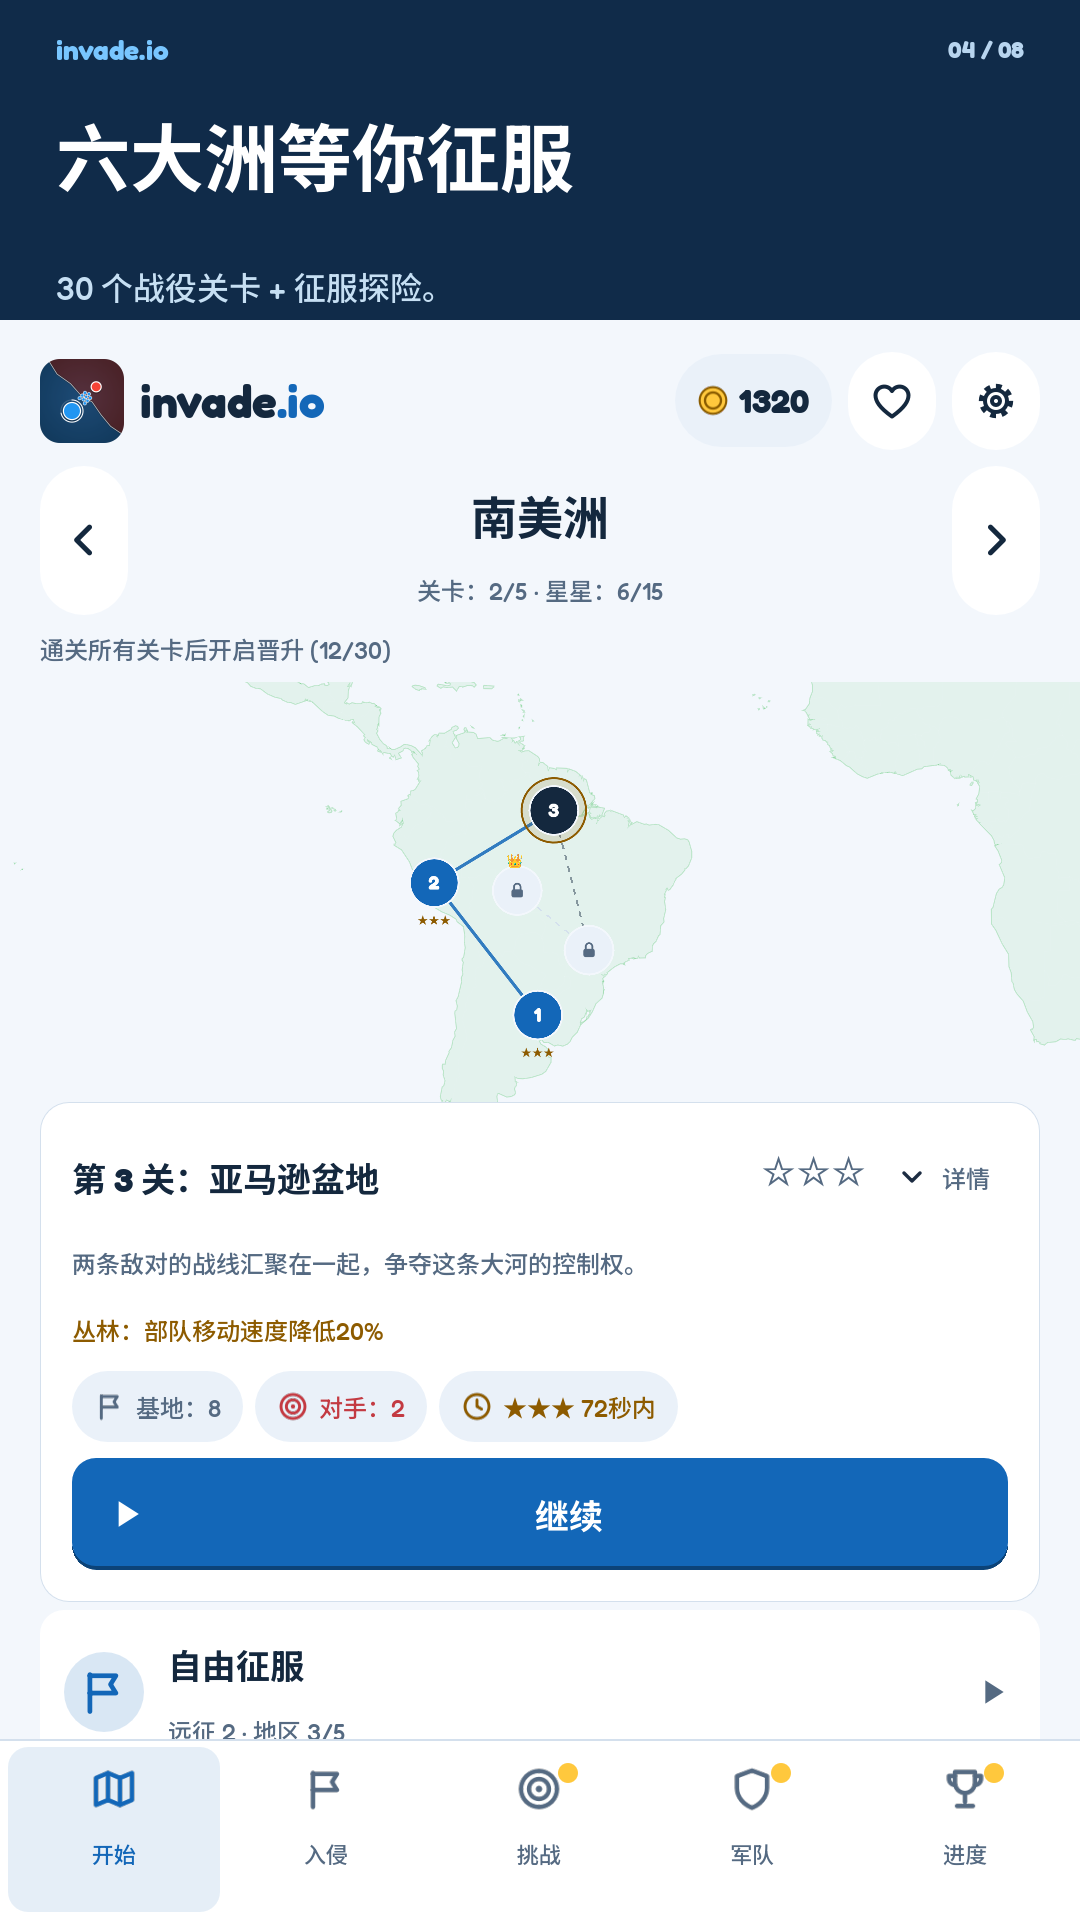 invade.io
04 / 08
六大洲等你征服
30 个战役关卡 + 征服探险。
invade.io
1320
南美洲
关卡：2/5 · 星星：6/15
通关所有关卡后开启晋升 (12/30)
3
2
★★★
1
★★★
第 3 关：亚马逊盆地
☆☆☆
详情
两条敌对的战线汇聚在一起，争夺这条大河的控制权。
丛林：部队移动速度降低20%
基地：8
对手：2
★★★ 72秒内
继续
自由征服
远征 2 · 地区 3/5
开始
入侵
挑战
军队
进度